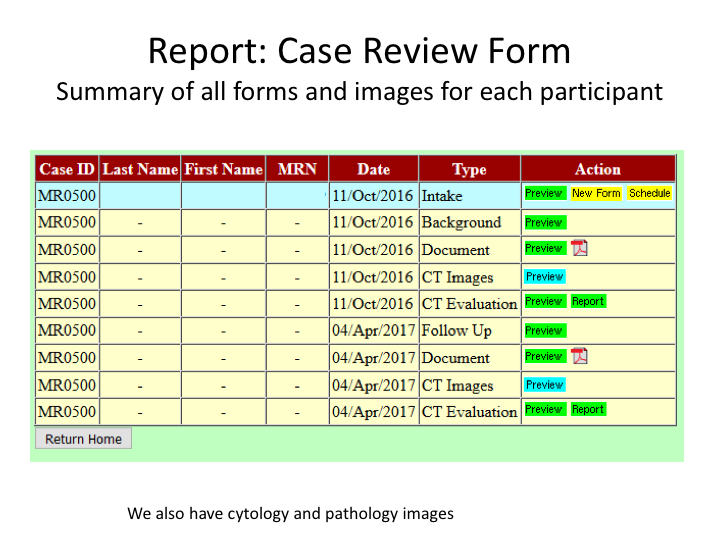 Report: Case Review Form
Summary of all forms and images for each participant
Case ID Last Name First Name MRN Date Type Action
MR0500 11/Oct/2016 Intake Preview New Form Schedule
MR0500 - - - 11/Oct/2016 Background Preview
MR0500 - - - 11/Oct/2016 Document Preview
MR0500 - - - 11/Oct/2016 CT Images Preview
MR0500 - - - 11/Oct/2016 CT Evaluation Preview Report
MR0500 - - - 04/Apr/2017 Follow Up Preview
MR0500 - - - 04/Apr/2017 Document Preview
MR0500 - - - 04/Apr/2017 CT Images Preview
MR0500 - - - 04/Apr/2017 CT Evaluation Preview Report
Return Home
We also have cytology and pathology images